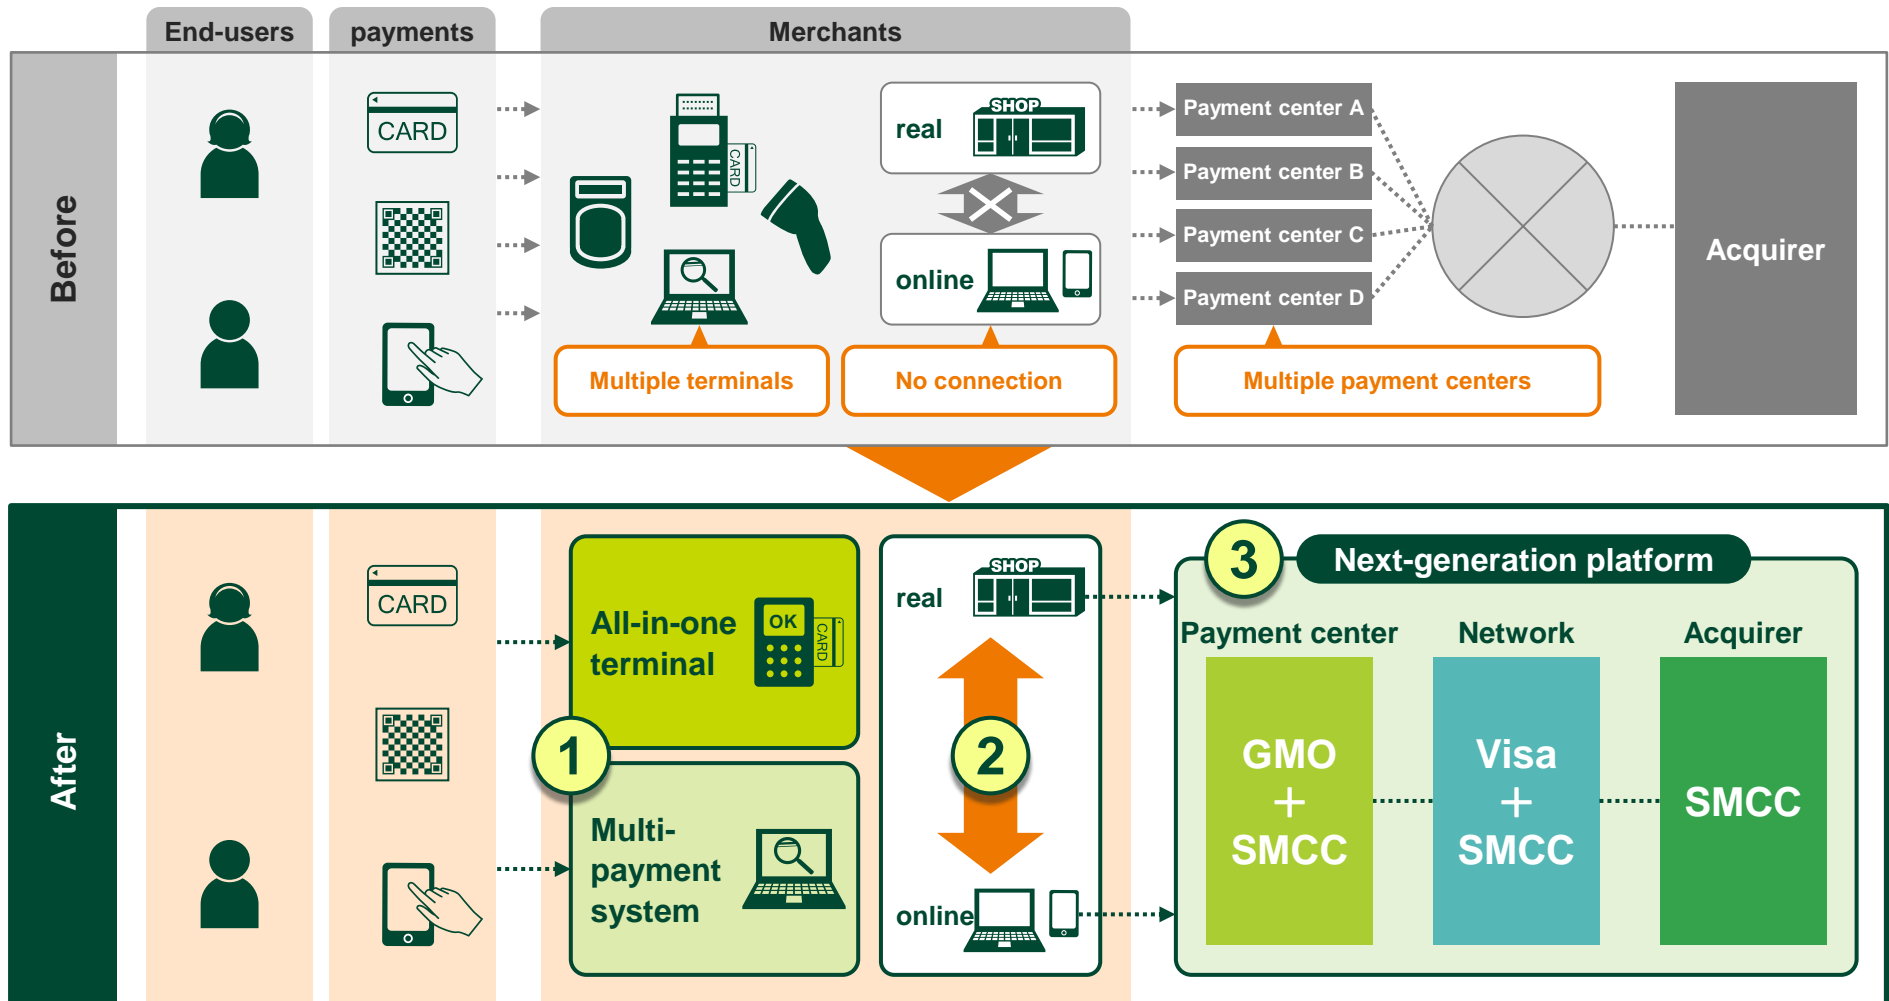 End-users
payments
Merchants
Before
CARD
CARD
real
SHOP
online
Multiple terminals
No connection
Payment center A
Payment center B
Payment center C
Payment center D
Multiple payment centers
Acquirer
After
CARD
1
All-in-one
terminal
OK
CARD
Multi-
payment
system
real
SHOP
2
online
3
Next-generation platform
Payment center
Network
Acquirer
GMO
+
SMCC
Visa
+
SMCC
SMCC